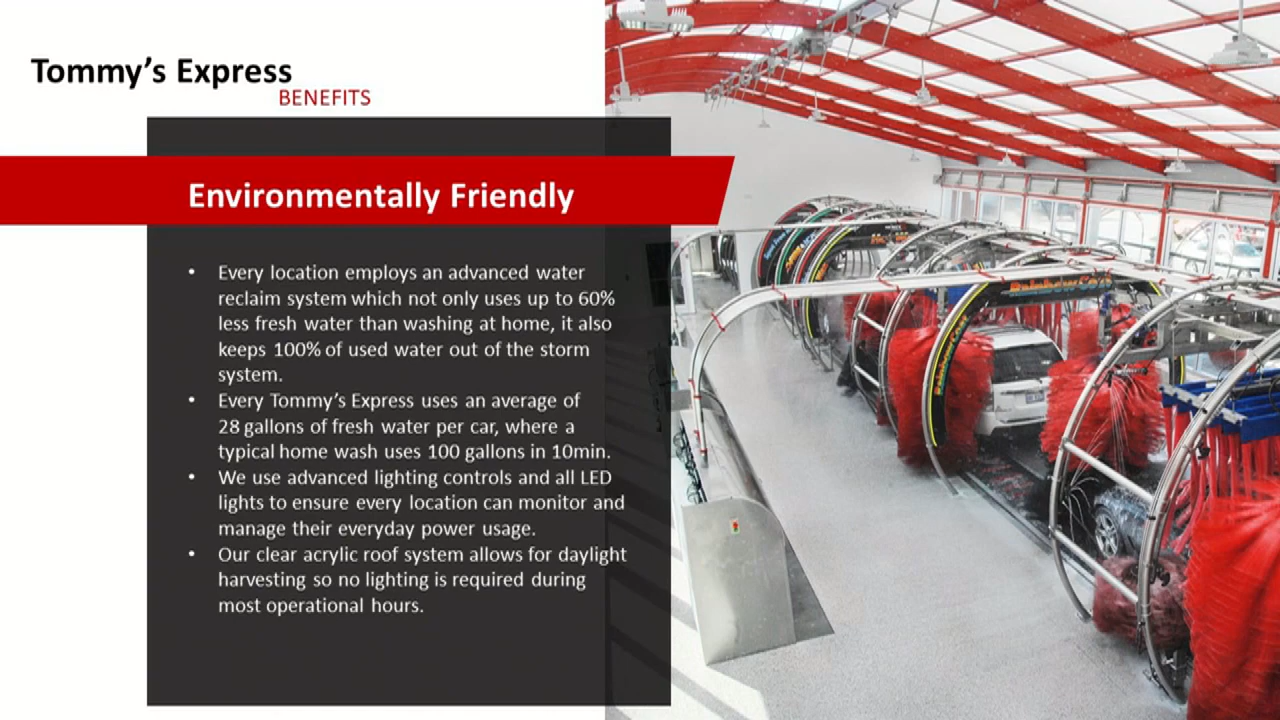 Tommy’s Express
BENEFITS
Environmentally Friendly
• Every location employs an advanced water
reclaim system which not only uses up to 60%
less fresh water than washing at home, it also
keeps 100% of used water out of the storm
system.
• Every Tommy’s Express uses an average of
28 gallons of fresh water per car, where a
typical home wash uses 100 gallons in 10min.
• We use advanced lighting controls and all LED
lights to ensure every location can monitor and
manage their everyday power usage.
• Our clear acrylic roof system allows for daylight
harvesting so no lighting is required during
most operational hours.